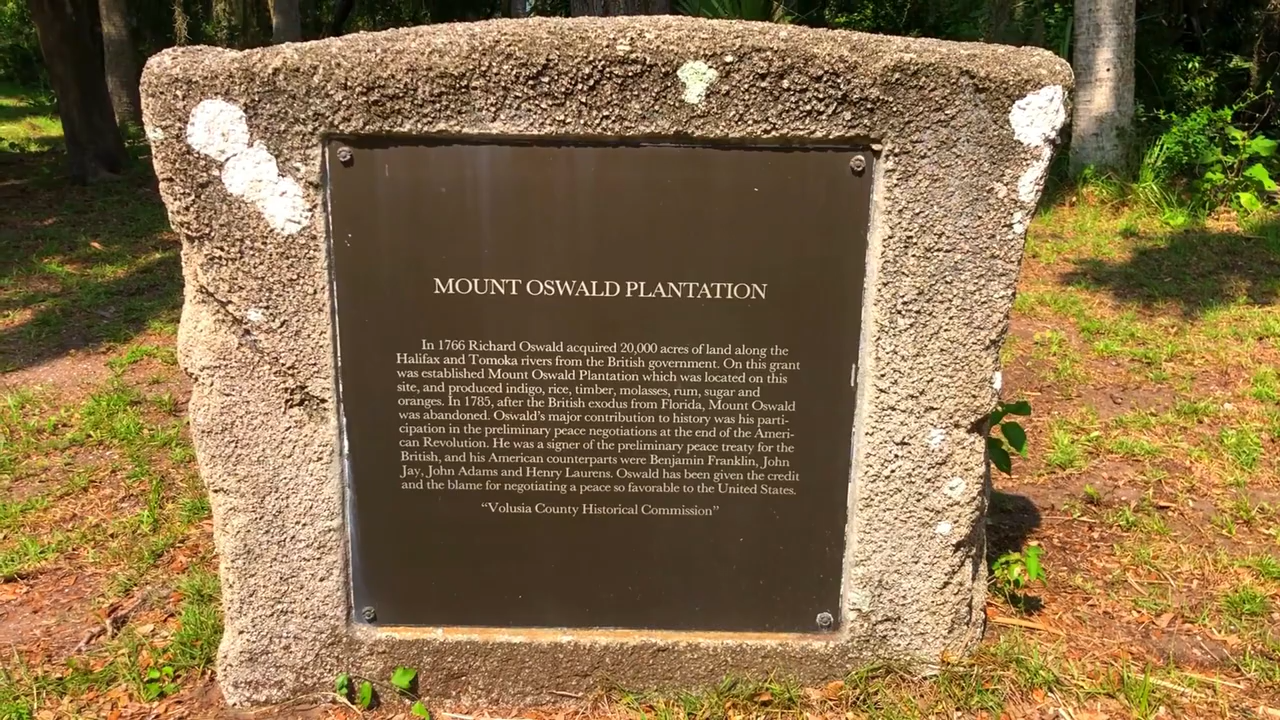 MOUNT OSWALD PLANTATION
In 1766 Richard Oswald acquired 20,000 acres of land along the
Halifax and Tomoka rivers from the British government. On this grant
was established Mount Oswald Plantation which was located on this
site, and produced indigo, rice, timber, molasses, rum, sugar and
oranges. In 1785, after the British exodus from Florida, Mount Oswald
was abandoned. Oswald's major contribution to history was his parti-
cipation in the preliminary peace negotiations at the end of the Ameri-
can Revolution. He was a signer of the preliminary peace treaty for the
British, and his American counterparts were Benjamin Franklin, John
Jay, John Adams and Henry Laurens. Oswald has been given the credit
and the blame for negotiating a peace so favorable to the United States.
“Volusia County Historical Commission”